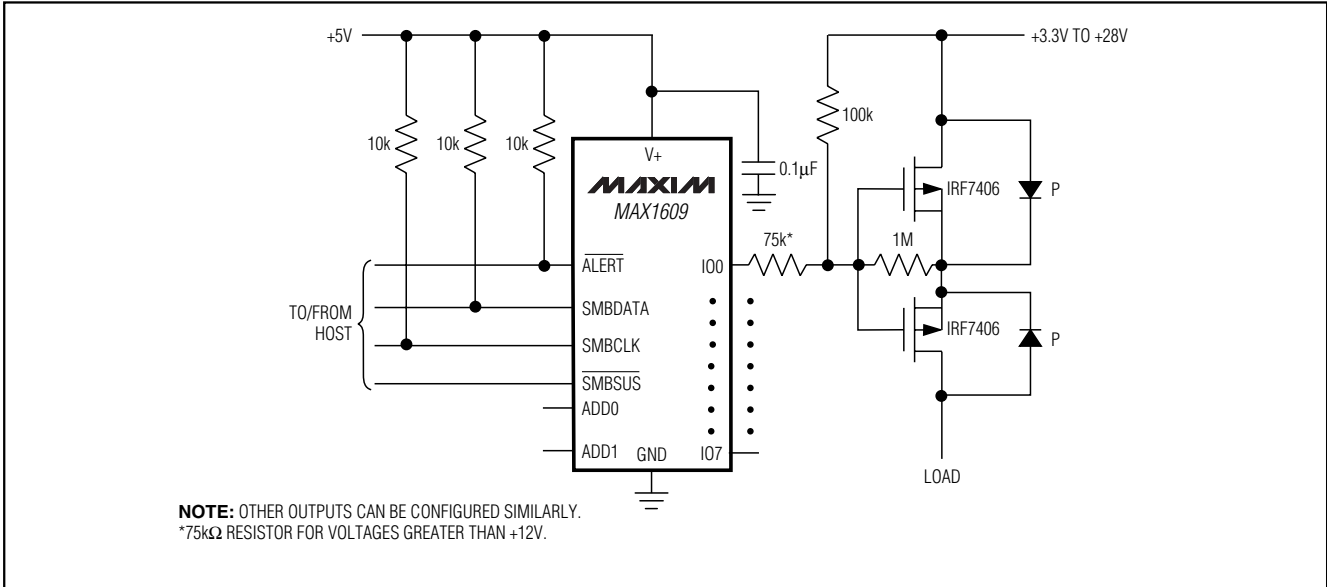 +5V
+3.3V TO +28V
10k
10k
10k
100k
V+
0.1µF
MAXIM
MAX1609
IRF7406
P
75k*
1M
ALERT
IO0
TO/FROM
HOST
SMBDATA
SMBCLK
IRF7406
P
SMBSUS
ADD0
ADD1
GND
IO7
LOAD
NOTE: OTHER OUTPUTS CAN BE CONFIGURED SIMILARLY.
*75kΩ RESISTOR FOR VOLTAGES GREATER THAN +12V.